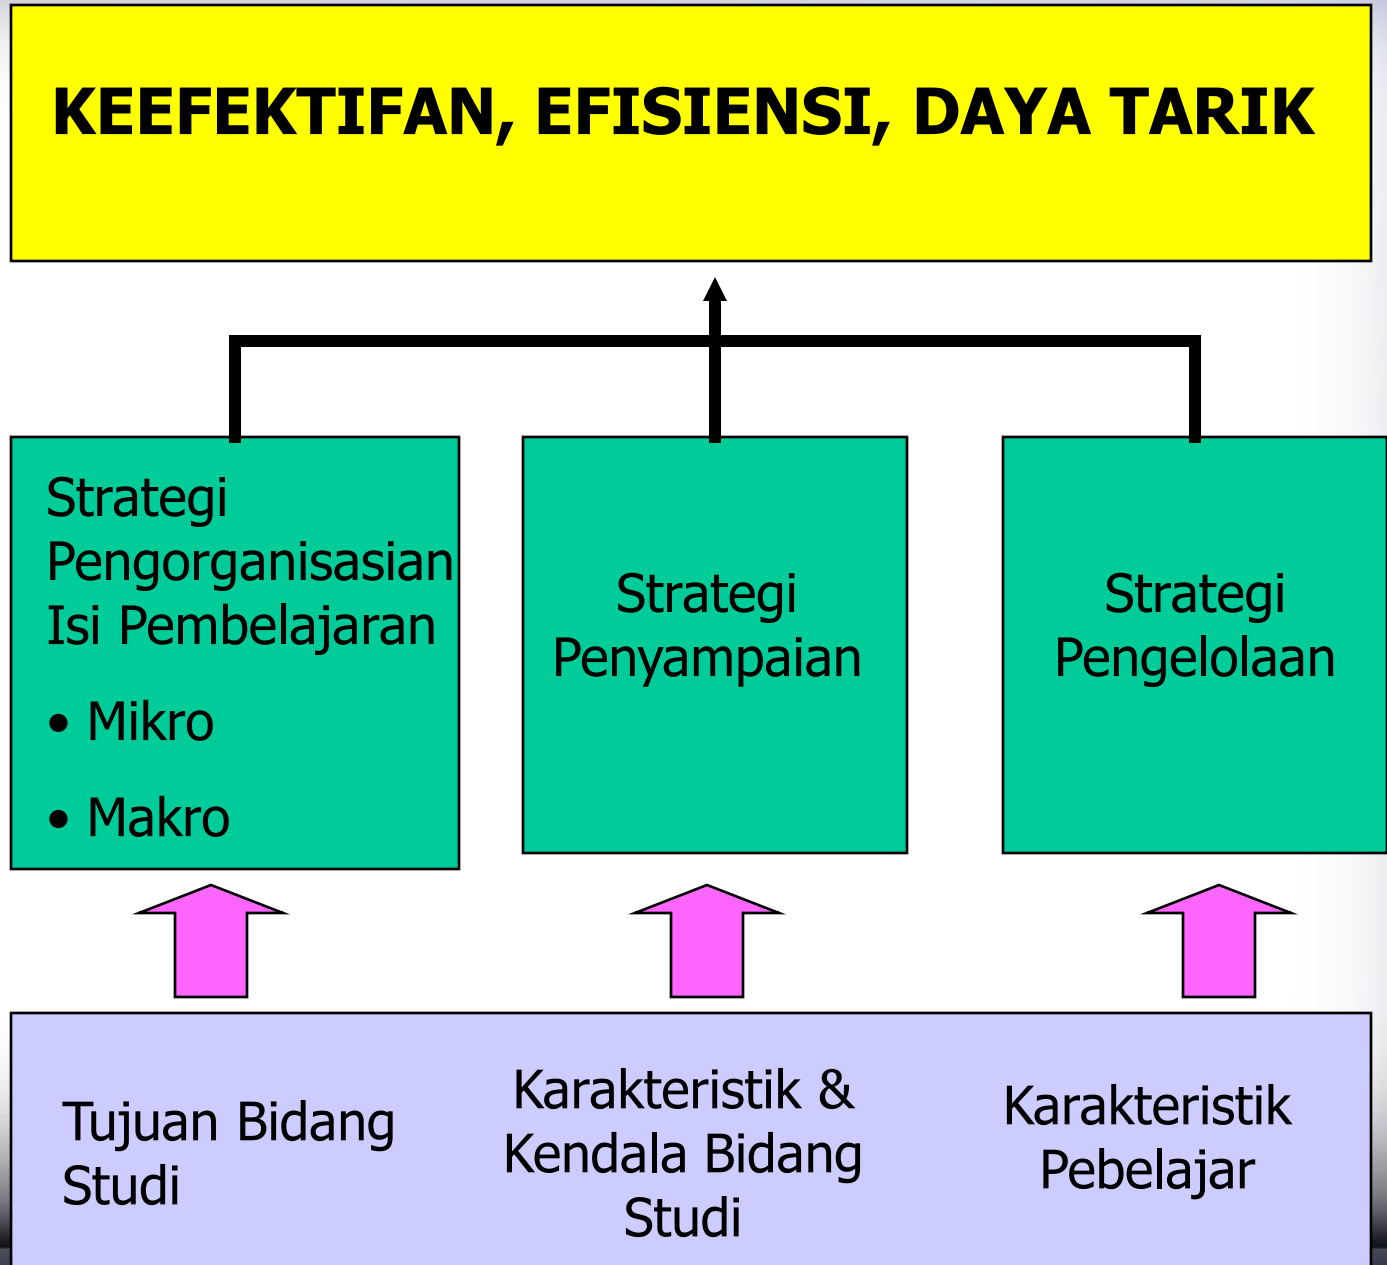 KEEFEKTIFAN, EFISIENSI, DAYA TARIK
Strategi
Pengorganisasian
Isi Pembelajaran
• Mikro
• Makro
Strategi
Penyampaian
Strategi
Pengelolaan
Tujuan Bidang
Studi
Karakteristik &
Kendala Bidang
Studi
Karakteristik
Pebelajar